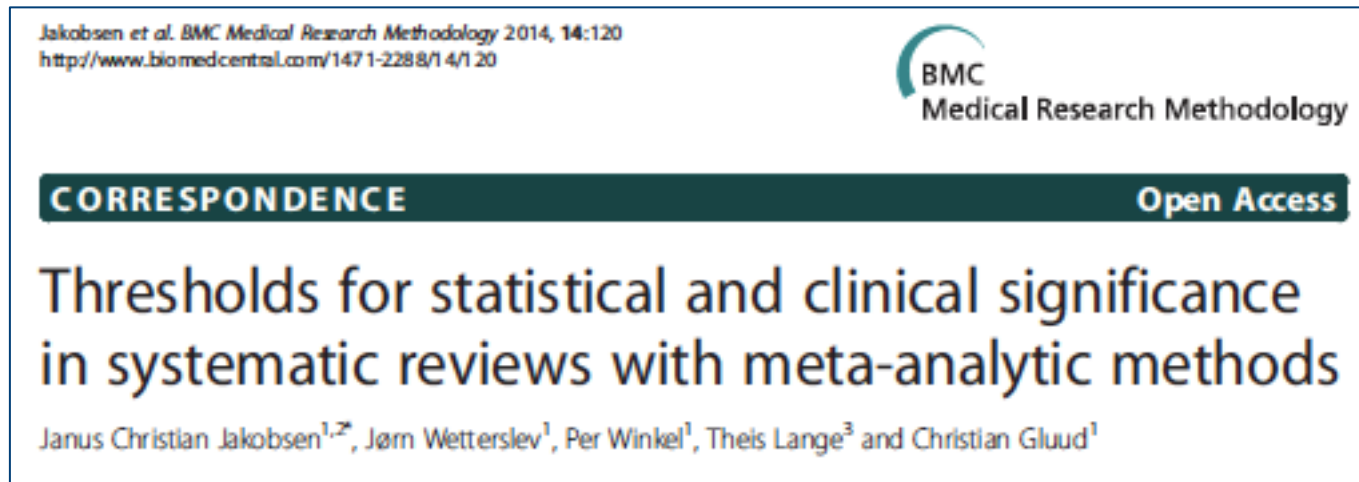 Jakobsen et al. BMC Medical Research Methodology 2014, 14:120
http://www.biomedcentral.com/1471-2288/14/120
BMC
Medical Research Methodology
CORRESPONDENCE Open Access
Thresholds for statistical and clinical significance
in systematic reviews with meta-analytic methods
Janus Christian Jakobsen1,2*, Jørn Wetterslev1, Per Winkel1, Theis Lange3 and Christian Gluud1